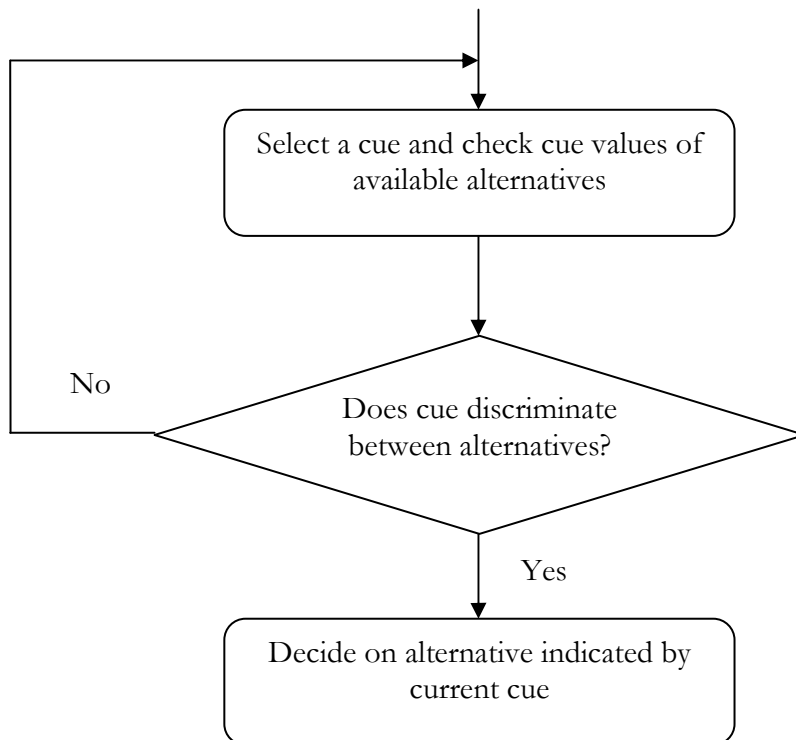 Select a cue and check cue values of
available alternatives
Does cue discriminate
between alternatives?
No
Yes
Decide on alternative indicated by
current cue